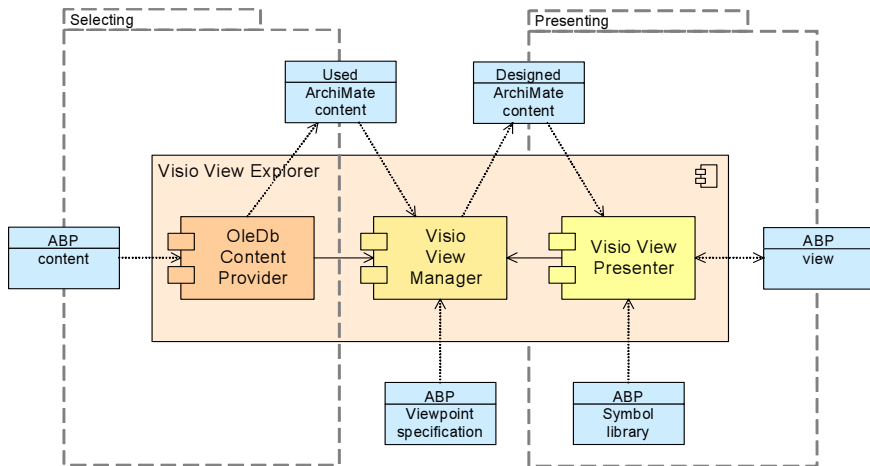 Selecting
Presenting
Used
ArchiMate
content
Designed
ArchiMate
content
Visio View Explorer
ABP
content
OleDb
Content
Provider
Visio
View
Manager
Visio View
Presenter
ABP
view
ABP
Viewpoint
specification
ABP
Symbol
library